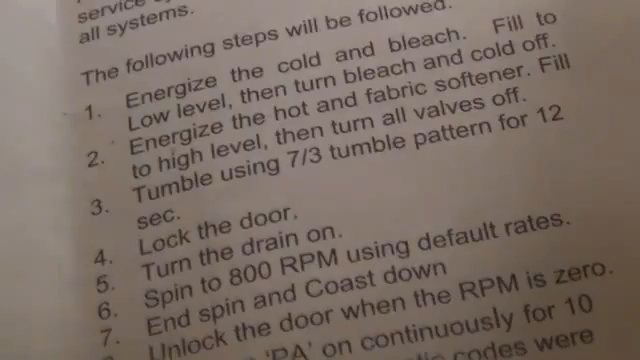 service
all systems.
The following steps will be followed.
1. Energize the cold and bleach. Fill to
Low level, then turn bleach and cold off.
2. Energize the hot and fabric softener. Fill
to high level, then turn all valves off.
3. Tumble using 7/3 tumble pattern for 12
sec.
4. Lock the door.
5. Turn the drain on.
6. Spin to 800 RPM using default rates.
7. End spin and Coast down
Unlock the door when the RPM is zero.
'PA' on continuously for 10
codes were